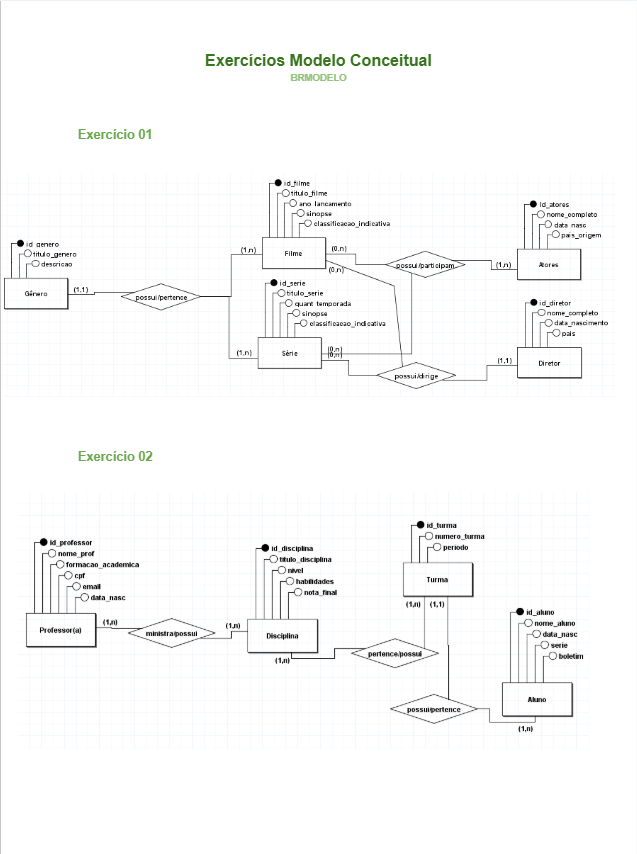 Exercícios Modelo Conceitual
BRMODELO
Exercício 01
id_filme
titulo_filme
ano_lancamento
sinopse
classificacao_indicativa
Filme
(1,n)
(0,n)
(0,n)
id_genero
titulo_genero
descricao
Gênero
(1,1)
possui/pertence
id_serie
titulo_serie
quant_temporada
sinopse
classificacao_indicativa
Série
(1,n)
(0,n)
(0,n)
possui/participam
(1,n)
Id_atores
nome_completo
data_nasc
pais_origem
Atores
possui/dirige
(1,1)
id_diretor
nome_completo
data_nascimento
pais
Diretor
Exercício 02
id_professor
nome_prof
formacao_academica
cpf
email
data_nasc
Professor(a)
(1,n)
ministra/possui
(1,n)
id_disciplina
titulo_disciplina
nivel
habilidades
nota_final
Disciplina
(1,n)
pertence/possui
id_turma
numero_turma
periodo
Turma
(1,n)
(1,1)
possui/pertence
id_aluno
nome_aluno
data_nasc
serie
boletim
Aluno
(1,n)